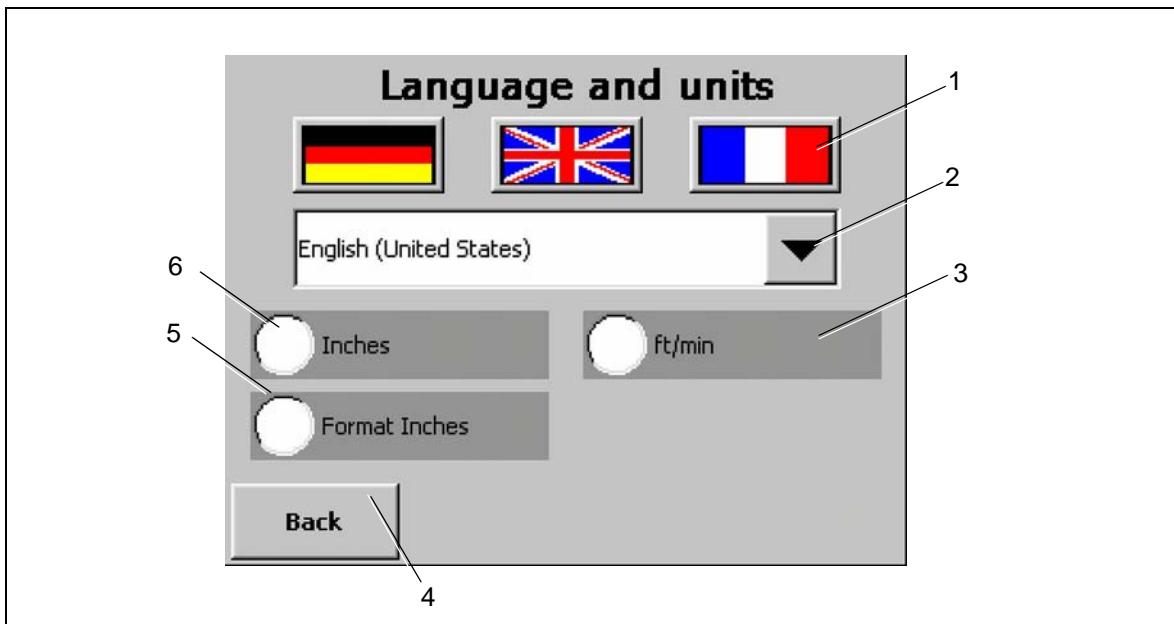 Language and units
1
2
English (United States)
6
3
Inches
ft/min
5
Format Inches
Back
4